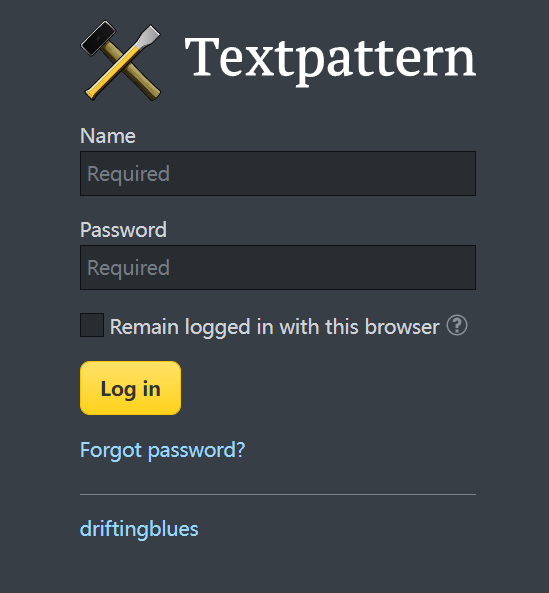 Textpattern
Name
Required
Password
Required
Remain logged in with this browser ?
Log in
Forgot password?
driftingblues